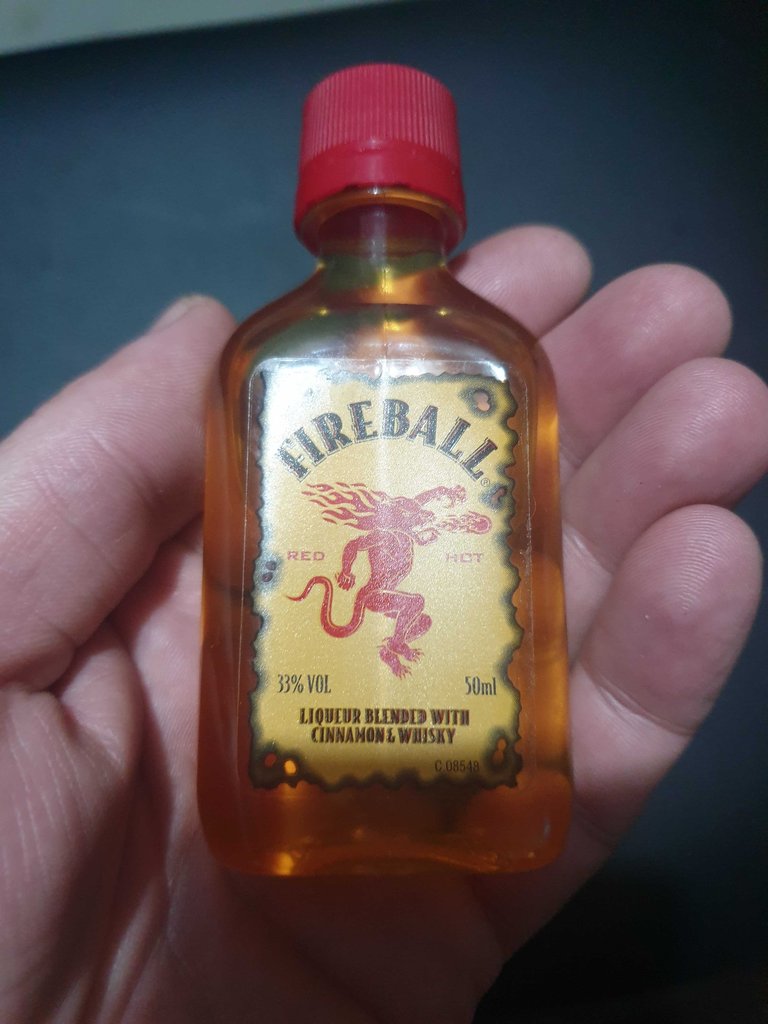 FIREBALL®
RED HOT
33% VOL 50ml
LIQUEUR BLENDED WITH
CINNAMON & WHISKY
C 08548